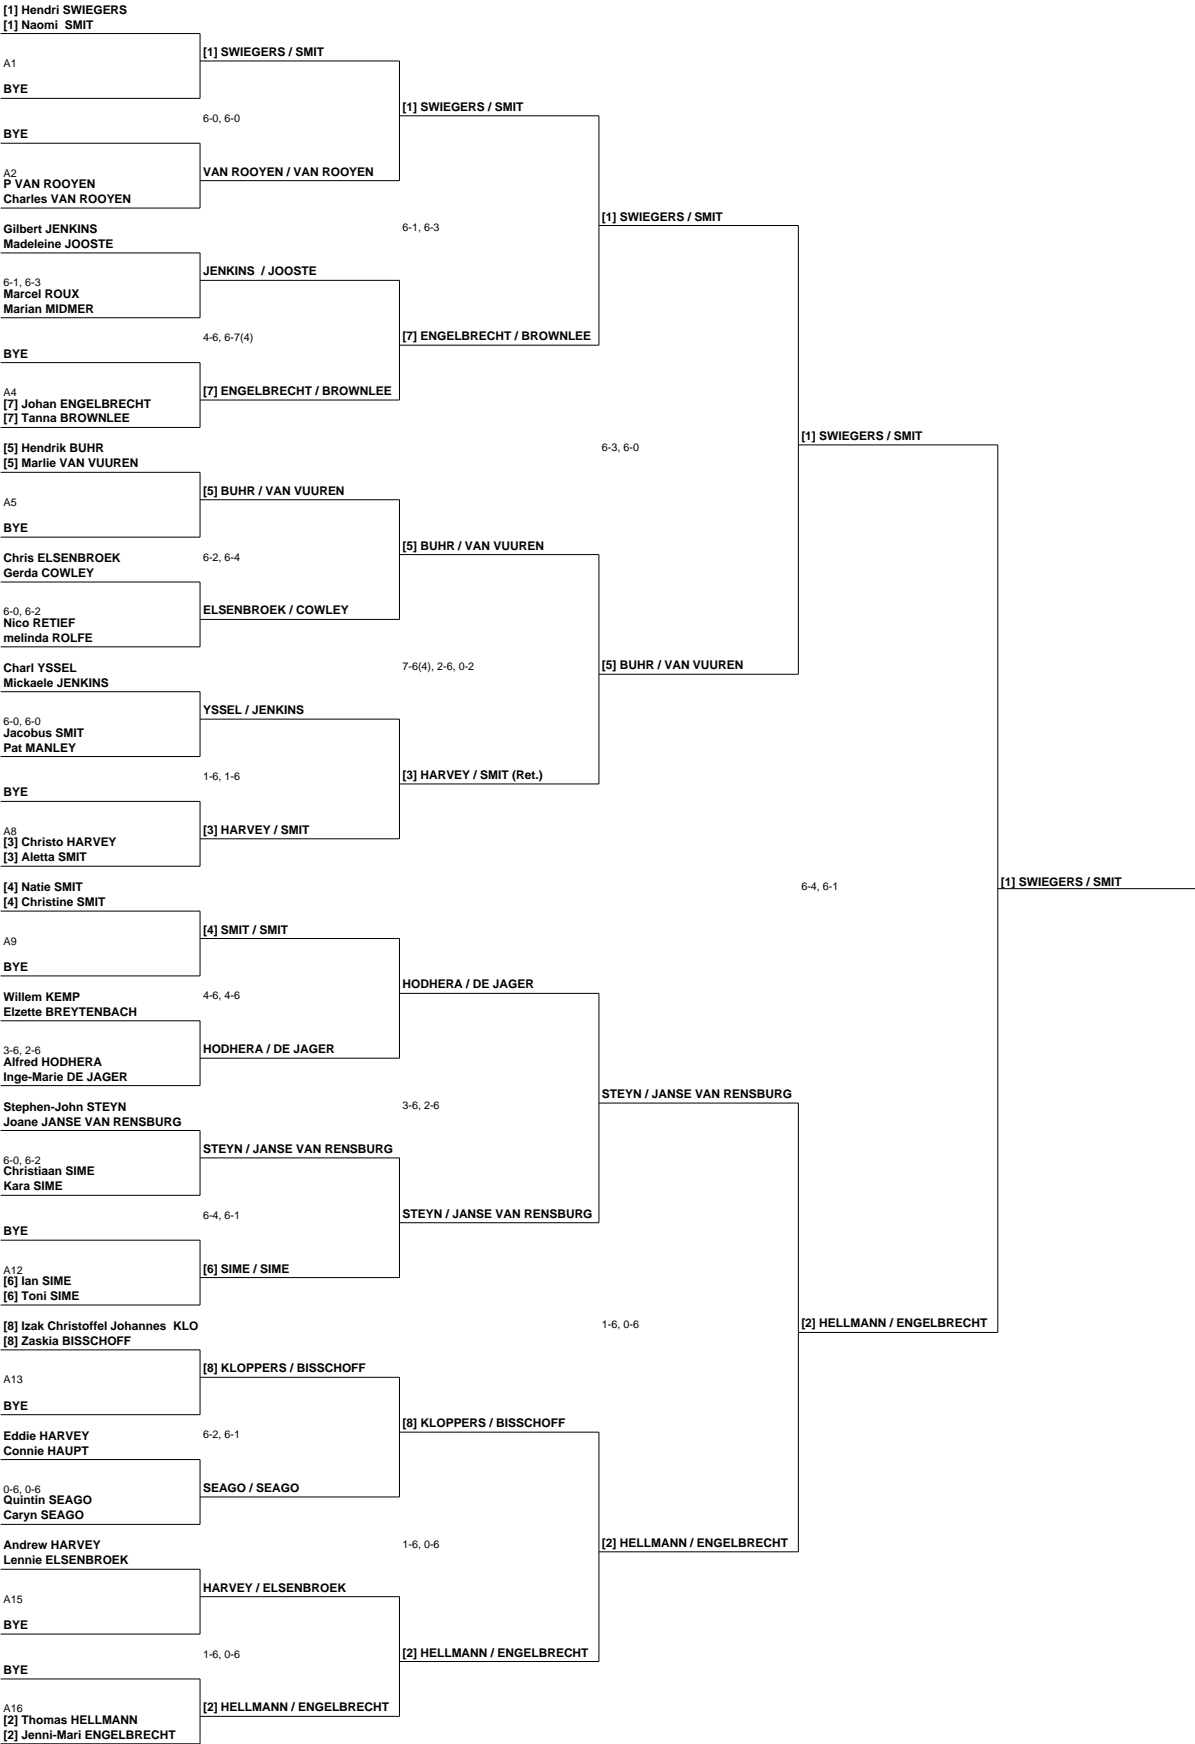 [1] Hendri SWIEGERS
[1] Naomi  SMIT
[1] SWIEGERS / SMIT
A1
BYE
[1] SWIEGERS / SMIT
6-0, 6-0
BYE
A2
P VAN ROOYEN
Charles VAN ROOYEN
VAN ROOYEN / VAN ROOYEN
[1] SWIEGERS / SMIT
Gilbert JENKINS
Madeleine JOOSTE
6-1, 6-3
JENKINS  / JOOSTE
6-1, 6-3
Marcel ROUX
Marian MIDMER
4-6, 6-7(4)
[7] ENGELBRECHT / BROWNLEE
BYE
A4
[7] Johan ENGELBRECHT
[7] Tanna BROWNLEE
[7] ENGELBRECHT / BROWNLEE
[1] SWIEGERS / SMIT
[5] Hendrik BUHR
[5] Marlie VAN VUUREN
6-3, 6-0
[5] BUHR / VAN VUUREN
A5
BYE
[5] BUHR / VAN VUUREN
Chris ELSENBROEK
Gerda COWLEY
6-2, 6-4
6-0, 6-2
Nico RETIEF
melinda ROLFE
ELSENBROEK / COWLEY
Charl YSSEL
Mickaele JENKINS
7-6(4), 2-6, 0-2
[5] BUHR / VAN VUUREN
YSSEL / JENKINS
6-0, 6-0
Jacobus SMIT
Pat MANLEY
1-6, 1-6
[3] HARVEY / SMIT (Ret.)
BYE
A8
[3] Christo HARVEY
[3] Aletta SMIT
[3] HARVEY / SMIT
[4] Natie SMIT
[4] Christine SMIT
6-4, 6-1
[1] SWIEGERS / SMIT
[4] SMIT / SMIT
A9
BYE
HODHERA / DE JAGER
Willem KEMP
Elzette BREYTENBACH
4-6, 4-6
3-6, 2-6
Alfred HODHERA
Inge-Marie DE JAGER
HODHERA / DE JAGER
STEYN / JANSE VAN RENSBURG
Stephen-John STEYN
Joane JANSE VAN RENSBURG
3-6, 2-6
STEYN / JANSE VAN RENSBURG
6-0, 6-2
Christiaan SIME
Kara SIME
6-4, 6-1
STEYN / JANSE VAN RENSBURG
BYE
A12
[6] Ian SIME
[6] Toni SIME
[6] SIME / SIME
[8] Izak Christoffel Johannes  KLO
[8] Zaskia BISSCHOFF
1-6, 0-6
[2] HELLMANN / ENGELBRECHT
[8] KLOPPERS / BISSCHOFF
A13
BYE
[8] KLOPPERS / BISSCHOFF
Eddie HARVEY
Connie HAUPT
6-2, 6-1
0-6, 0-6
Quintin SEAGO
Caryn SEAGO
SEAGO / SEAGO
Andrew HARVEY
Lennie ELSENBROEK
1-6, 0-6
[2] HELLMANN / ENGELBRECHT
HARVEY / ELSENBROEK
A15
BYE
1-6, 0-6
[2] HELLMANN / ENGELBRECHT
BYE
A16
[2] Thomas HELLMANN
[2] Jenni-Mari ENGELBRECHT
[2] HELLMANN / ENGELBRECHT